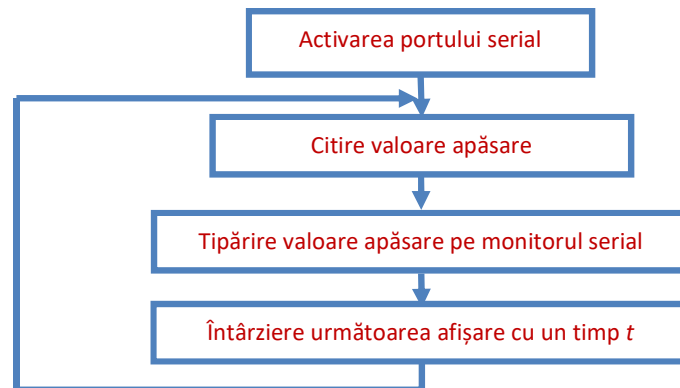 Activarea portului serial
Citire valoare apăsare
Tipărire valoare apăsare pe monitorul serial
Întârziere următoarea afișare cu un timp t